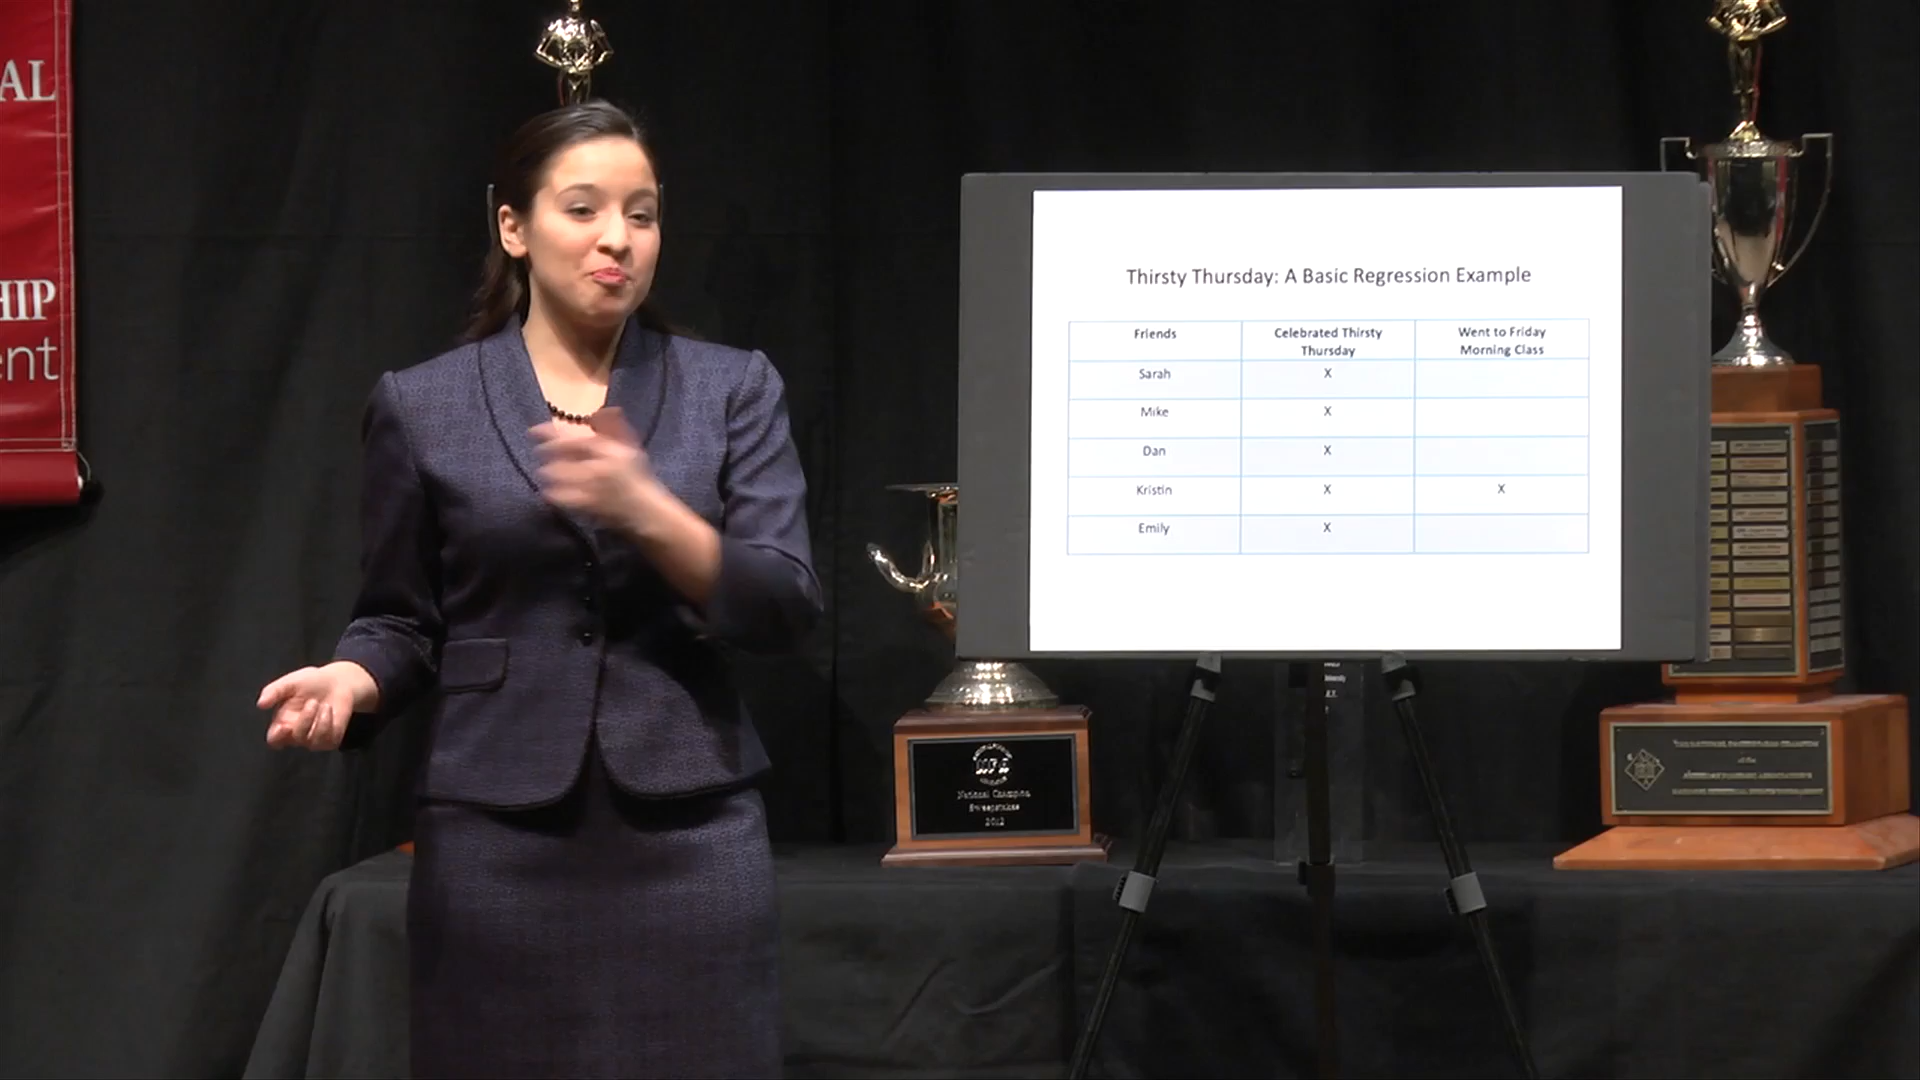 AL
HIP
ent
Thirsty Thursday: A Basic Regression Example
Friends
Celebrated Thirsty
Thursday
Went to Friday
Morning Class
Sarah
X
Mike
X
Dan
X
Kristin
X
X
Emily
X
National Champion
Sweepstakes
2012